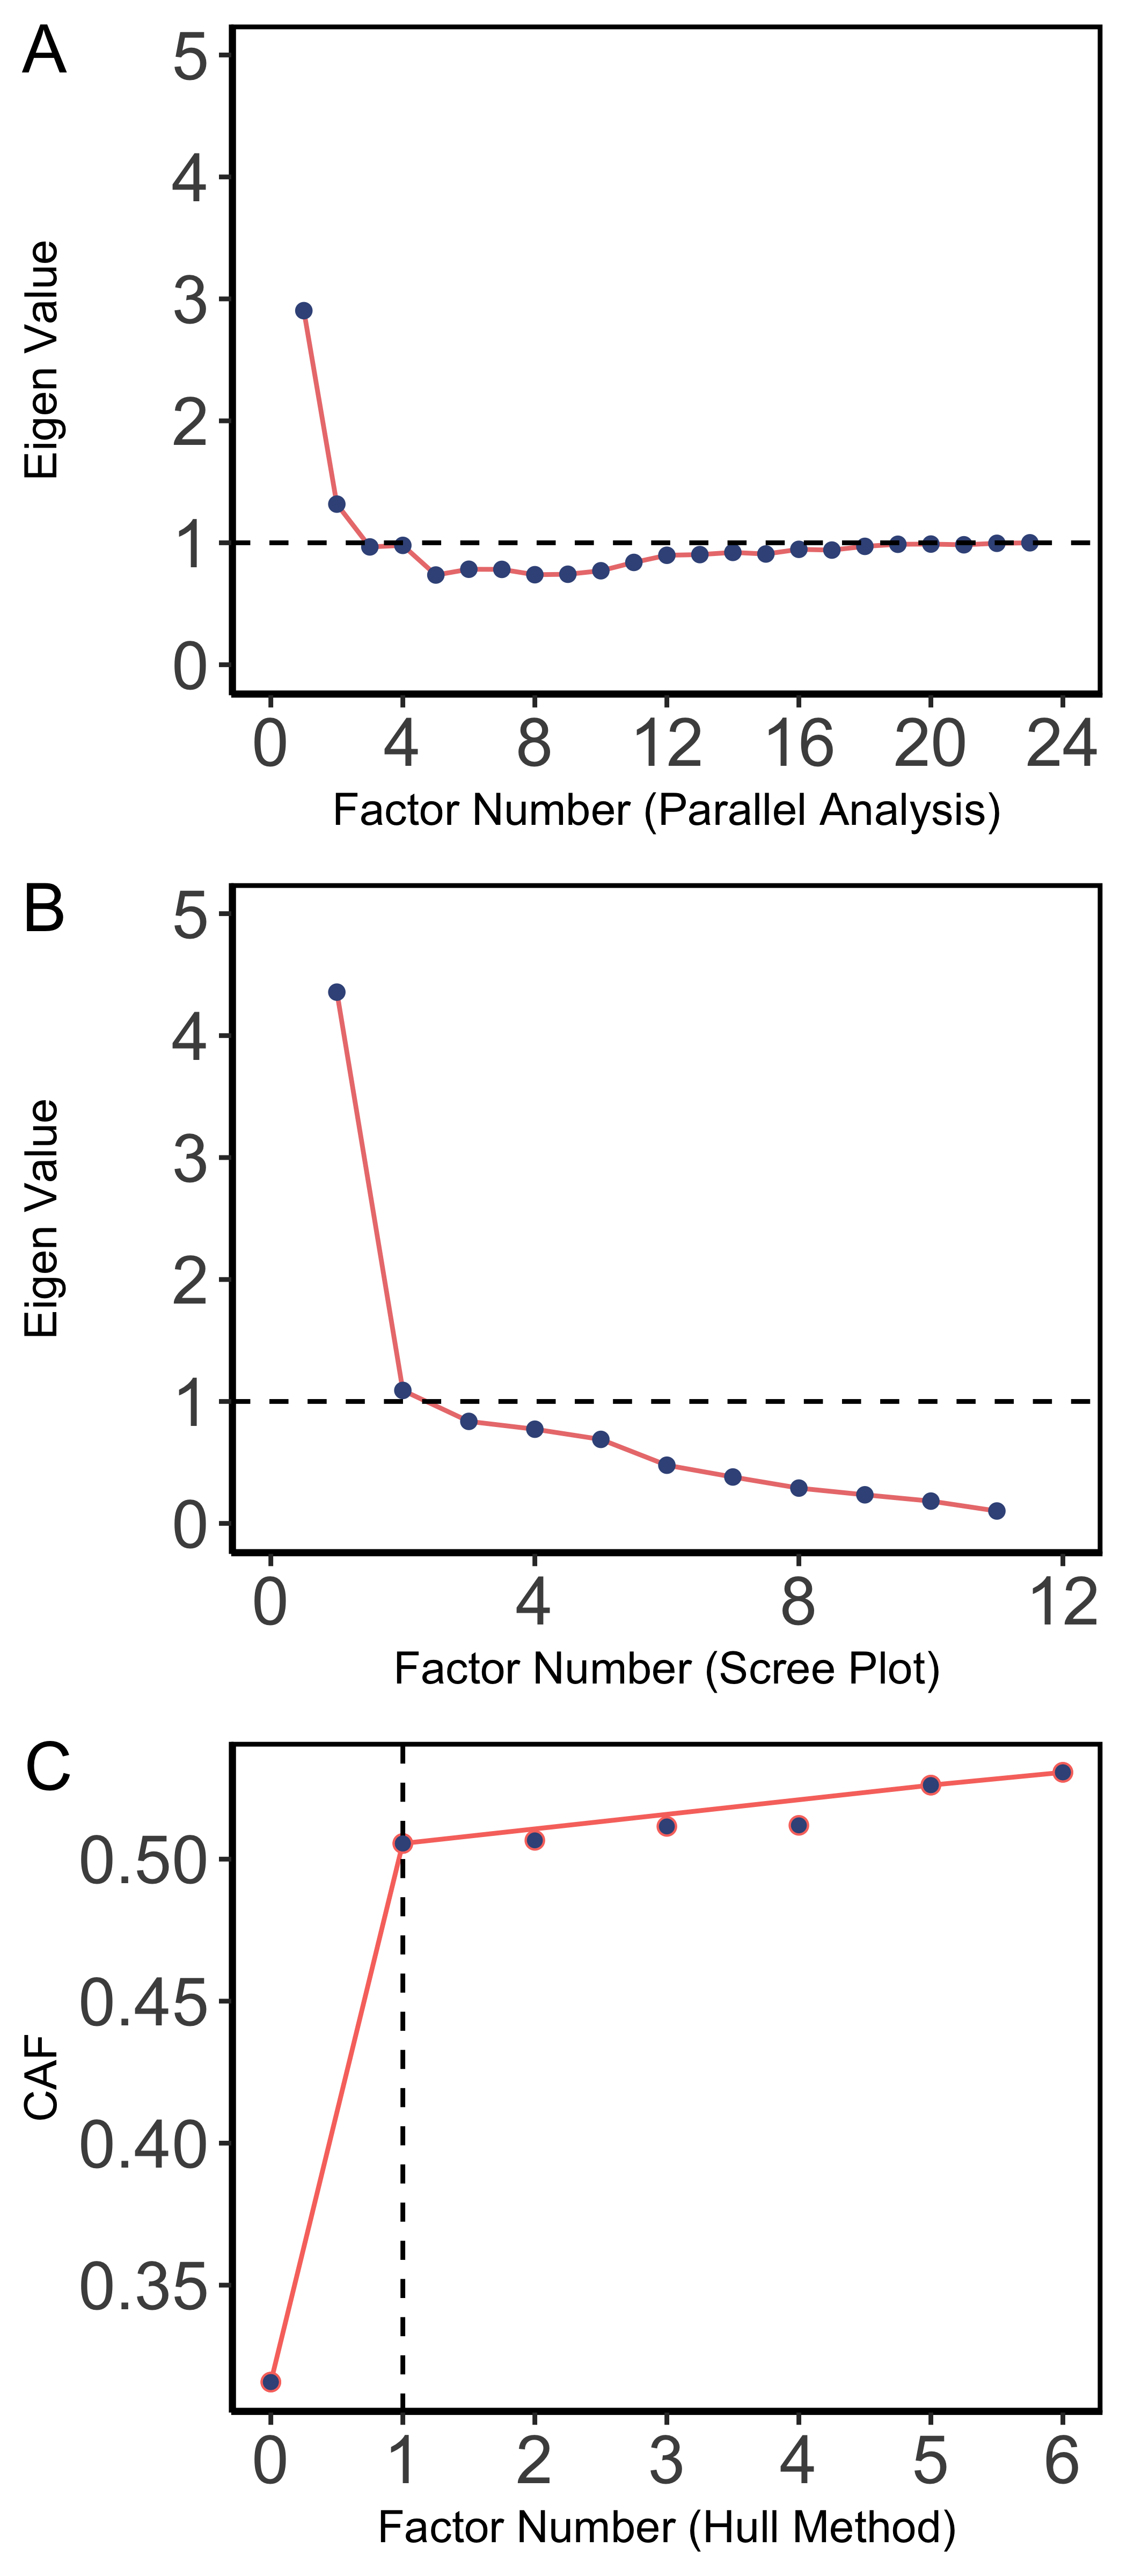 A
5
4
3
2
1
0
Eigen Value
0 4 8 12 16 20 24
Factor Number (Parallel Analysis)
B
5
4
3
2
1
0
Eigen Value
0 4 8 12
Factor Number (Scree Plot)
C
0.50
0.45
0.40
0.35
CAF
0 1 2 3 4 5 6
Factor Number (Hull Method)